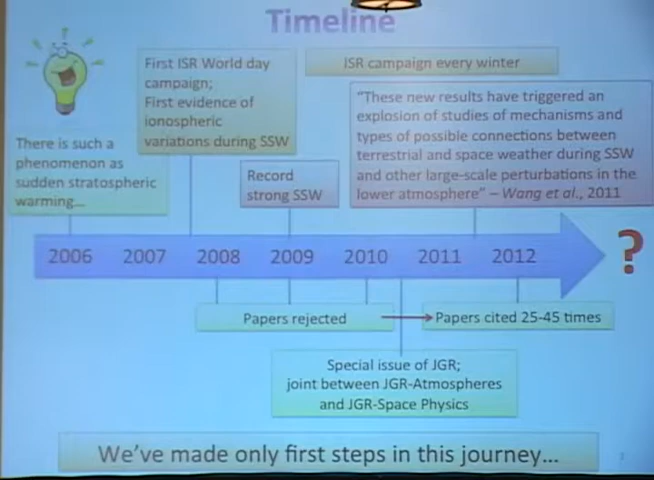 Timeline
First ISR World day
campaign;
First evidence of
ionospheric
variations during SSW
ISR campaign every winter
"These new results have triggered an
explosion of studies of mechanisms and
types of possible connections between
terrestrial and space weather during SSW
and other large-scale perturbations in the
lower atmosphere" – Wang et al., 2011
There is such a
phenomenon as
sudden stratospheric
warming...
Record
strong SSW
2006 2007 2008 2009 2010 2011 2012
?
Papers rejected
Papers cited 25-45 times
Special issue of JGR;
joint between JGR-Atmospheres
and JGR-Space Physics
We've made only first steps in this journey...